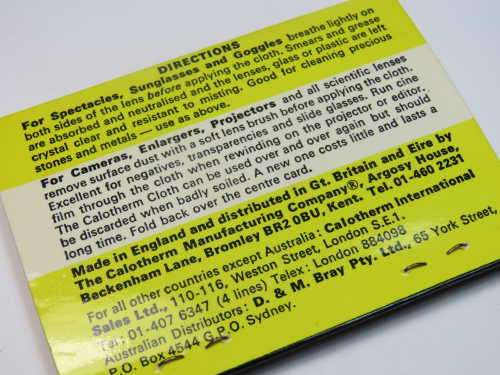 DIRECTIONS
For Spectacles, Sunglasses and Goggles breathe lightly on
both sides of the lens before applying the cloth. Smears and grease
are absorbed and neutralised and the lenses, glass or plastic are left
crystal clear and resistant to misting. Good for cleaning precious
stones and metals — use as above.
For Cameras, Enlargers, Projectors and all scientific lenses
remove surface dust with a soft lens brush before applying the cloth.
Excellent for negatives, transparencies and slide glasses. Run cine
film through the cloth when rewinding on the projector or editor.
The Calotherm Cloth can be used over and over again but should
be discarded when badly soiled. A new one costs little and lasts a
long time. Fold back over the centre card.
Made in England and distributed in Gt. Britain and Eire by
The Calotherm Manufacturing Company®, Argosy House,
Beckenham Lane, Bromley BR2 0BU, Kent. Tel. 01-460 2231
For all other countries except Australia: Calotherm International
Sales Ltd., 110-116, Weston Street, London S.E.1.
Tel: 01-407 6347 (4 lines) Telex: London 884098
Australian Distributors: D. & M. Bray Pty. Ltd., 65 York Street,
P.O. Box 4544 G.P.O. Sydney.